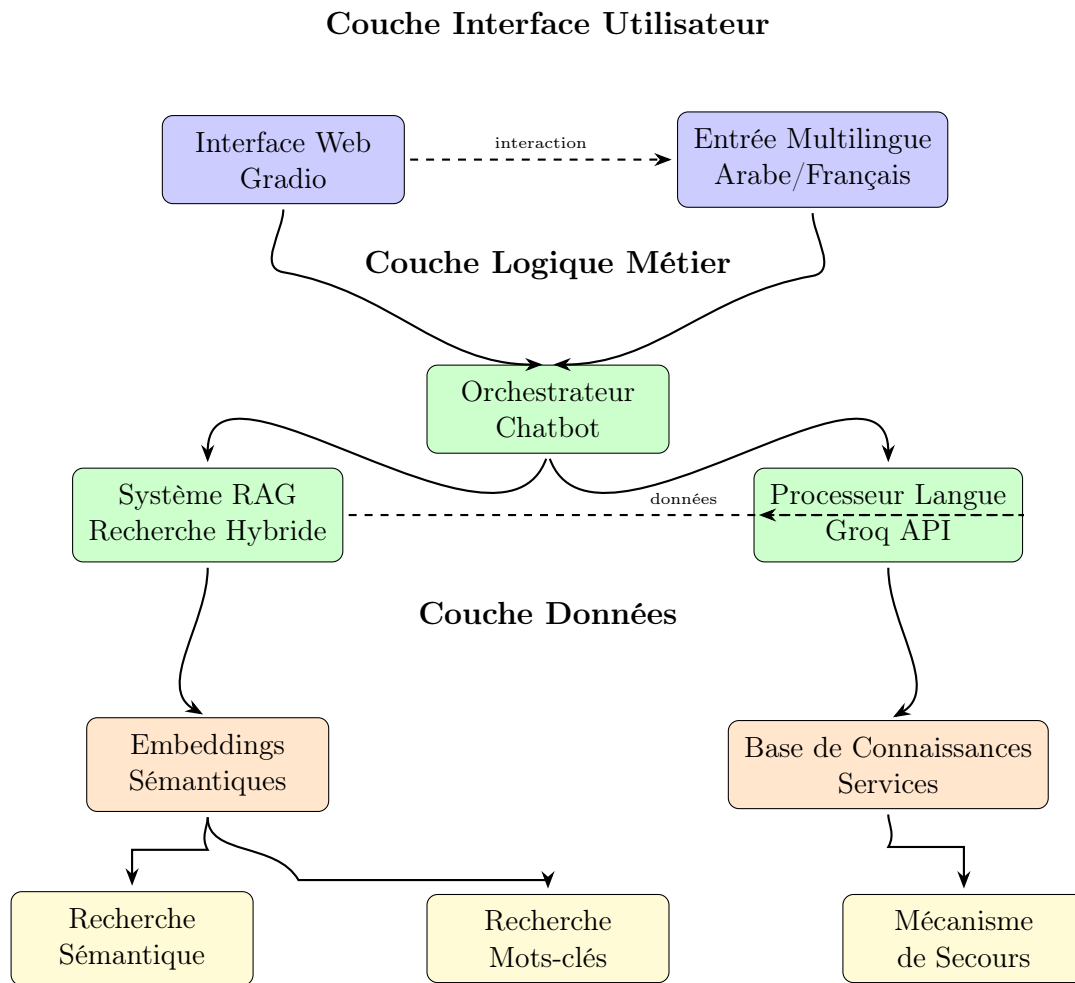 Couche Interface Utilisateur
Interface Web
Gradio
interaction
Entrée Multilingue
Arabe/Français
Couche Logique Métier
Orchestrateur
Chatbot
Système RAG
Recherche Hybride
données
Processeur Langue
Groq API
Couche Données
Embeddings
Sémantiques
Base de Connaissances
Services
Recherche
Sémantique
Recherche
Mots-clés
Mécanisme
de Secours